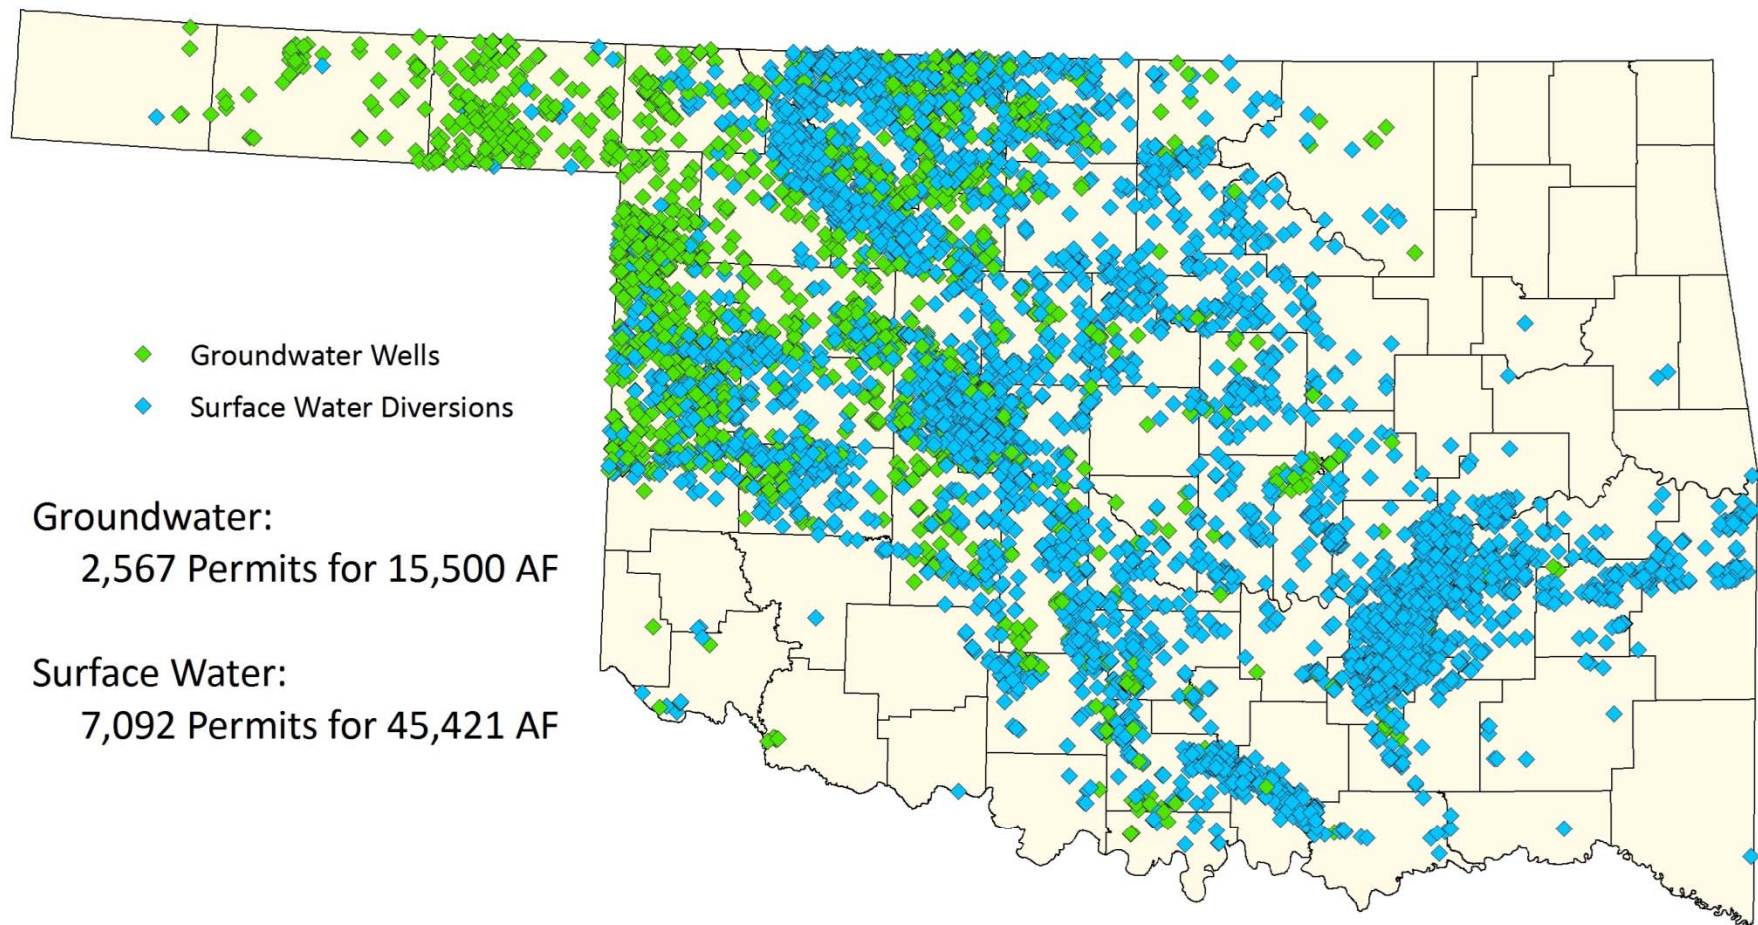 Groundwater Wells
Surface Water Diversions
Groundwater:
2,567 Permits for 15,500 AF
Surface Water:
7,092 Permits for 45,421 AF